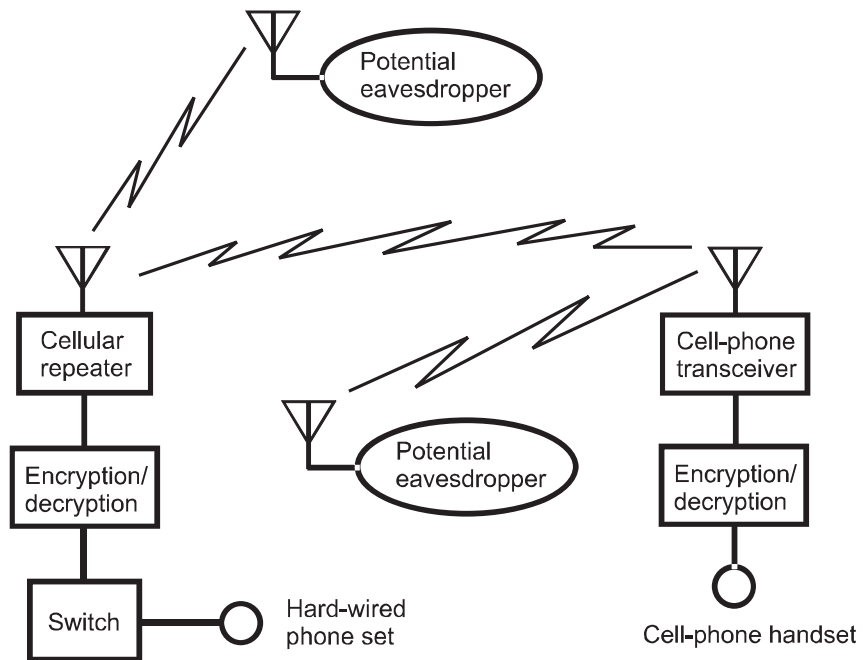 Potential
eavesdropper
Cellular
repeater
Cell-phone
transceiver
Potential
eavesdropper
Encryption/
decryption
Encryption/
decryption
Switch
Hard-wired
phone set
Cell-phone handset